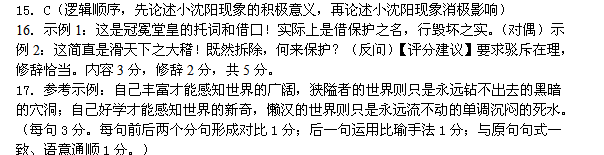 15. C（逻辑顺序，先论述小沈阳现象的积极意义，再论述小沈阳现象消极影响）
16. 示例 1：这是冠冕堂皇的托词和借口！实际上是借保护之名，行毁坏之实。（对偶）示
例 2：这简直是滑天下之大稽！既然拆除，何来保护？（反问）【评分建议】要求驳斥在理，
修辞恰当。内容 3 分，修辞 2 分，共 5 分。
17. 参考示例：自己丰富才能感知世界的广阔，狭隘者的世界则只是永远钻不出去的黑暗
的穴洞；自己好学才能感知世界的新奇，懒汉的世界则只是永远流不动的单调沉闷的死水。
（每句 3 分。每句前后两个分句形成对比 1 分；后一句运用比喻手法 1 分；与原句句式一
致、语意通顺 1 分。）